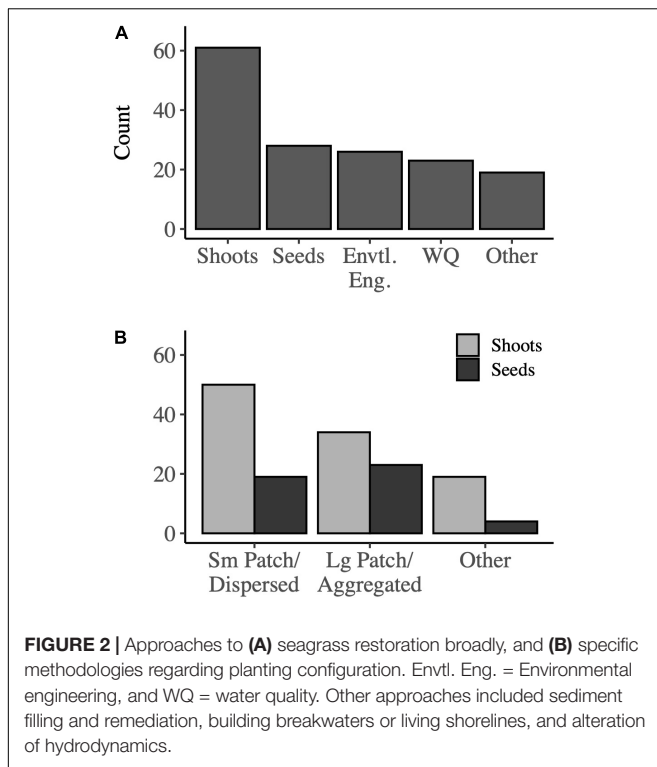 A
60
40
20
0
Count
Shoots Seeds Envtl. Eng. WQ Other
B
60
40
20
0
Shoots
Seeds
Sm Patch/ Dispersed Lg Patch/ Aggregated Other
FIGURE 2 | Approaches to (A) seagrass restoration broadly, and (B) specific
methodologies regarding planting configuration. Envtl. Eng. = Environmental
engineering, and WQ = water quality. Other approaches included sediment
filling and remediation, building breakwaters or living shorelines, and alteration
of hydrodynamics.